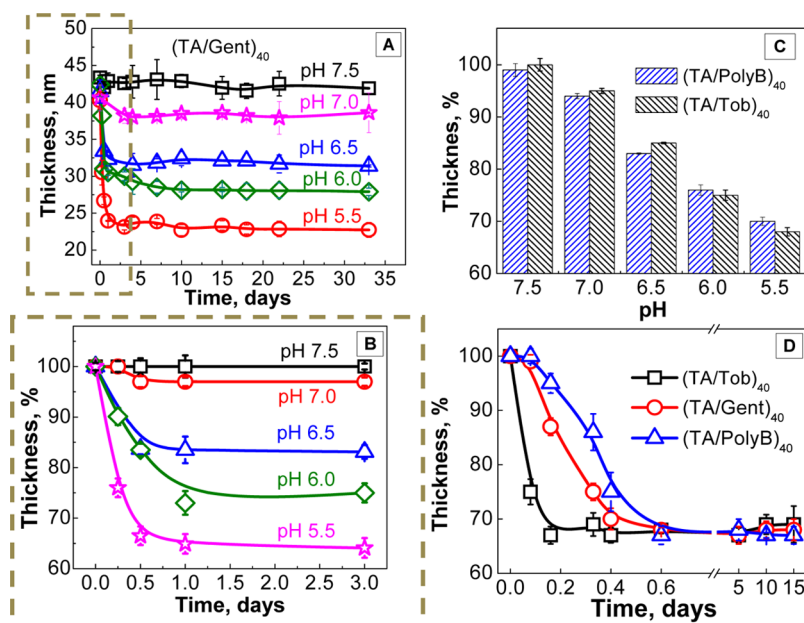 A
(TA/Gent)40
pH 7.5
pH 7.0
pH 6.5
pH 6.0
pH 5.5
Thickness, nm
50
45
40
35
30
25
20
0 5 10 15 20 25 30 35
Time, days
C
(TA/PolyB)40
(TA/Tob)40
Thicknes, %
100
90
80
70
60
7.5 7.0 6.5 6.0 5.5
pH
B
pH 7.5
pH 7.0
pH 6.5
pH 6.0
pH 5.5
Thickness, %
100
90
80
70
60
0.0 0.5 1.0 1.5 2.0 2.5 3.0
Time, days
D
(TA/Tob)40
(TA/Gent)40
(TA/PolyB)40
Thickness, %
100
90
80
70
60
0.0 0.2 0.4 0.6 5 10 15
Time, days